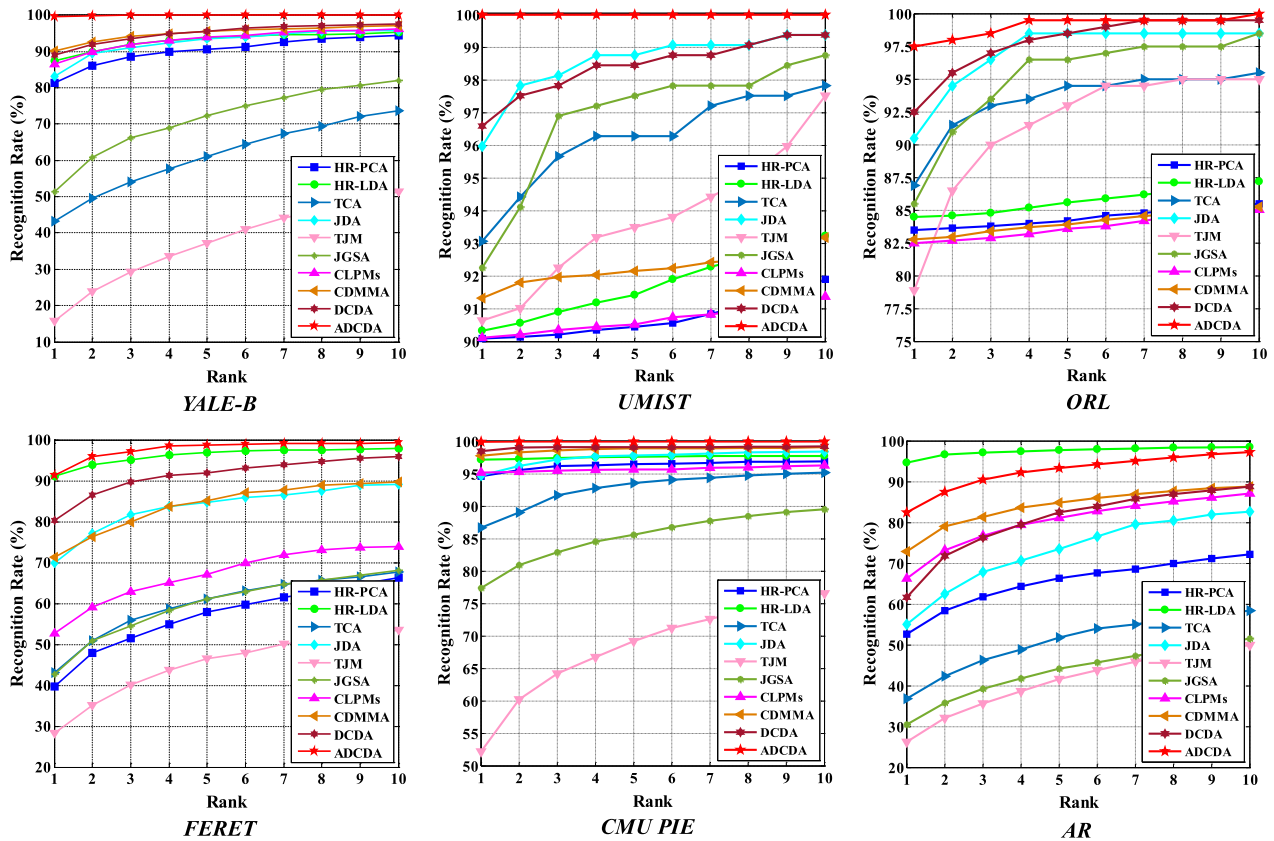 Recognition Rate (%)
100
90
80
70
60
50
40
30
20
10
1 2 3 4 5 6 7 8 9 10
Rank
HR-PCA
HR-LDA
TCA
JDA
TJM
JGSA
CLPMs
CDMMA
DCDA
ADCDA
YALE-B
Recognition Rate (%)
100
99
98
97
96
95
94
93
92
91
90
1 2 3 4 5 6 7 8 9 10
Rank
HR-PCA
HR-LDA
TCA
JDA
TJM
JGSA
CLPMs
CDMMA
DCDA
ADCDA
UMIST
Recognition Rate (%)
100
97.5
95
92.5
90
87.5
85
82.5
80
77.5
75
1 2 3 4 5 6 7 8 9 10
Rank
HR-PCA
HR-LDA
TCA
JDA
TJM
JGSA
CLPMs
CDMMA
DCDA
ADCDA
ORL
Recognition Rate (%)
100
90
80
70
60
50
40
30
20
1 2 3 4 5 6 7 8 9 10
Rank
HR-PCA
HR-LDA
TCA
JDA
TJM
JGSA
CLPMs
CDMMA
DCDA
ADCDA
FERET
Recognition Rate (%)
100
95
90
85
80
75
70
65
60
55
50
1 2 3 4 5 6 7 8 9 10
Rank
HR-PCA
HR-LDA
TCA
JDA
TJM
JGSA
CLPMs
CDMMA
DCDA
ADCDA
CMU PIE
Recognition Rate (%)
100
90
80
70
60
50
40
30
20
1 2 3 4 5 6 7 8 9 10
Rank
HR-PCA
HR-LDA
TCA
JDA
TJM
JGSA
CLPMs
CDMMA
DCDA
ADCDA
AR